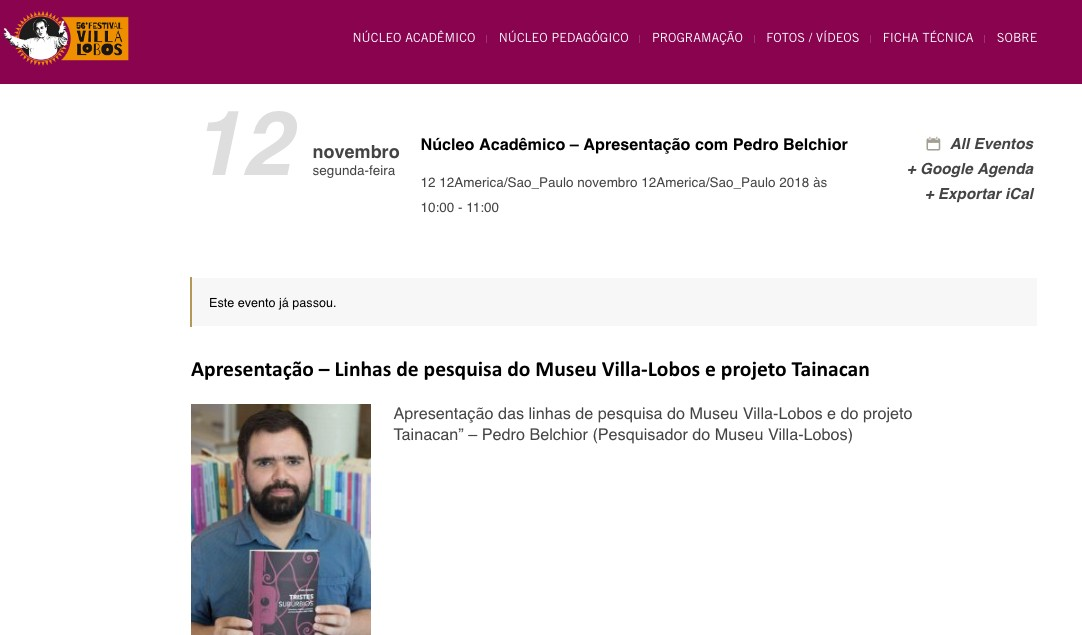 56º FESTIVAL
VILLA
LOBOS
NÚCLEO ACADÊMICO
NÚCLEO PEDAGÓGICO
PROGRAMAÇÃO
FOTOS / VÍDEOS
FICHA TÉCNICA
SOBRE
12
novembro
segunda-feira
Núcleo Acadêmico – Apresentação com Pedro Belchior
12 12America/Sao_Paulo novembro 12America/Sao_Paulo 2018 às
10:00 - 11:00
All Eventos
+ Google Agenda
+ Exportar iCal
Este evento já passou.
Apresentação – Linhas de pesquisa do Museu Villa-Lobos e projeto Tainacan
Apresentação das linhas de pesquisa do Museu Villa-Lobos e do projeto
Tainacan” – Pedro Belchior (Pesquisador do Museu Villa-Lobos)
TRISTES
SUBÚRBIOS